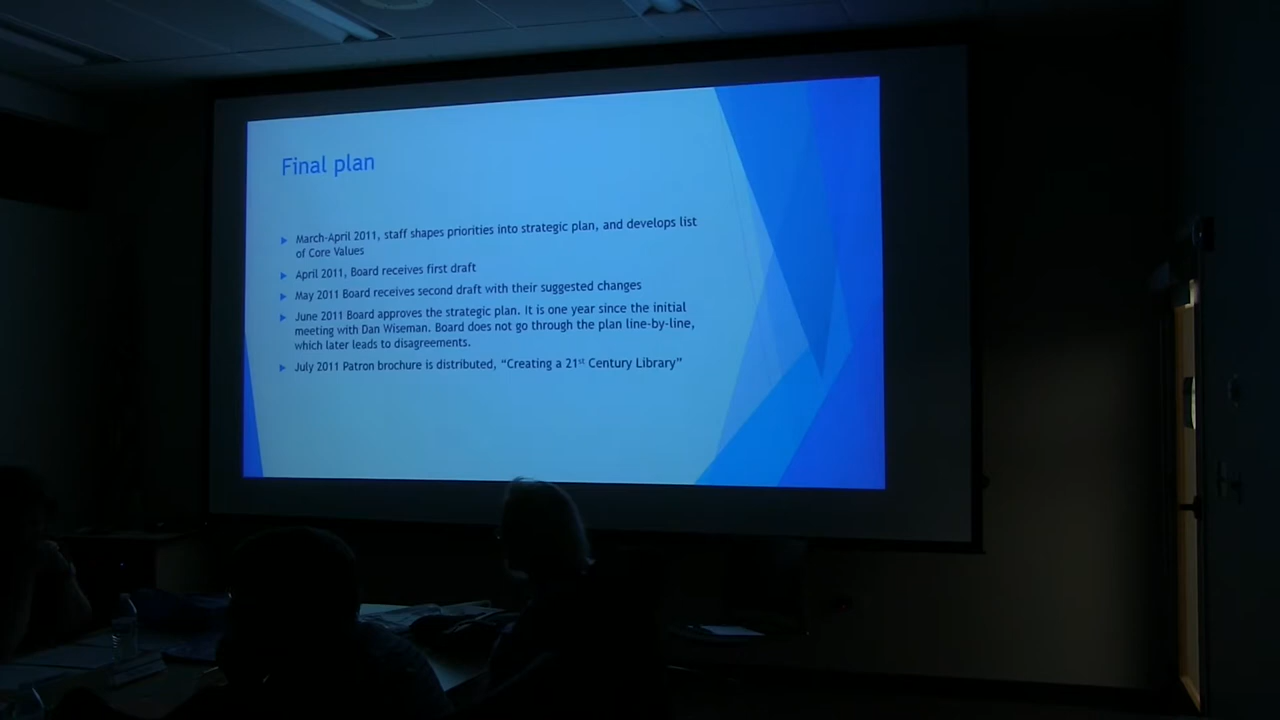 Final plan
March-April 2011, staff shapes priorities into strategic plan, and develops list
of Core Values
April 2011, Board receives first draft
May 2011 Board receives second draft with their suggested changes
June 2011 Board approves the strategic plan. It is one year since the initial
meeting with Dan Wiseman. Board does not go through the plan line-by-line,
which later leads to disagreements.
July 2011 Patron brochure is distributed, “Creating a 21st Century Library”